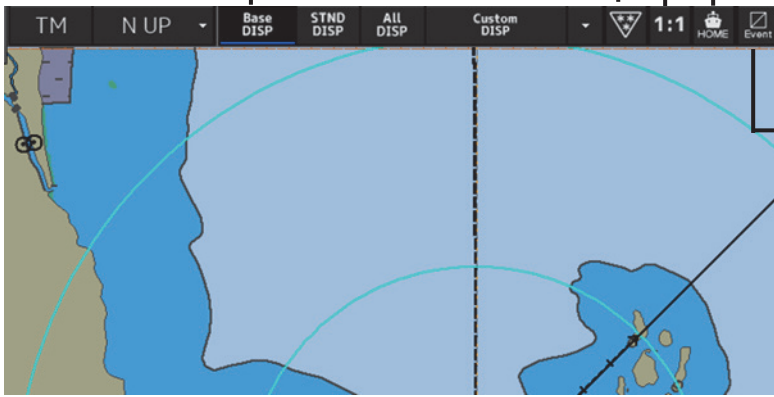 TM
N UP
Base
DISP
STND
DISP
All
DISP
Custom
DISP
1:1
HOME
Event